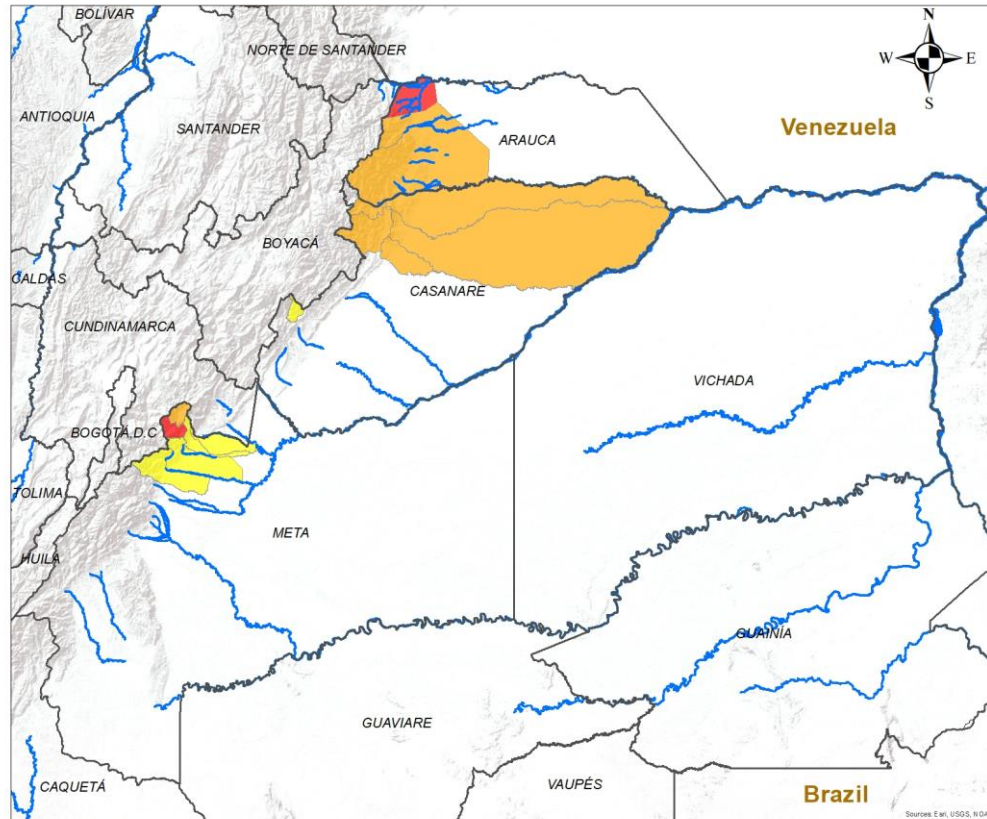 BOLÍVAR
N
NORTE DE SANTANDER
W
E
S
ANTIOQUIA
SANTANDER
ARAUCA
Venezuela
BOYACÁ
CALDAS
CASANARE
CUNDINAMARCA
VICHADA
BOGOTÁ D.C
TOLIMA
META
HUILA
GUAINÍA
GUAVIARE
CAQUETÁ
VAUPÉS
Brazil
Sources: Esri, USGS, NOA